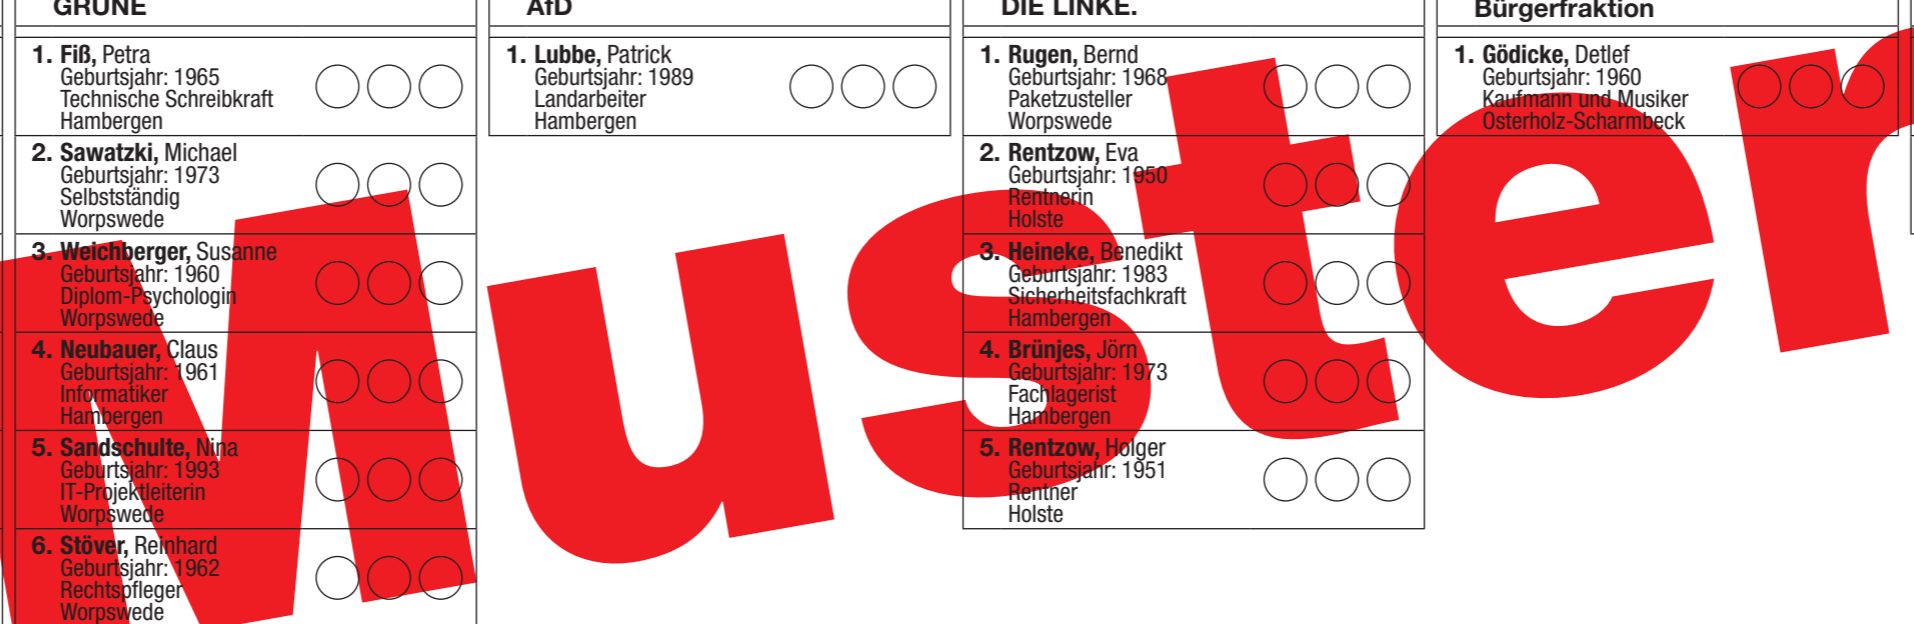 GRÜNE
1. Fiß, Petra
Geburtsjahr: 1965
Technische Schreibkraft
Hambergen
2. Sawatzki, Michael
Geburtsjahr: 1973
Selbstständig
Worpswede
3. Weichberger, Susanne
Geburtsjahr: 1960
Diplom-Psychologin
Worpswede
4. Neubauer, Claus
Geburtsjahr: 1961
Informatiker
Hambergen
5. Sandschulte, Nina
Geburtsjahr: 1993
IT-Projektleiterin
Worpswede
6. Stöver, Reinhard
Geburtsjahr: 1962
Rechtspfleger
Worpswede
AfD
1. Lubbe, Patrick
Geburtsjahr: 1989
Landarbeiter
Hambergen
DIE LINKE.
1. Rugen, Bernd
Geburtsjahr: 1968
Paketzusteller
Worpswede
2. Rentzow, Eva
Geburtsjahr: 1950
Rentnerin
Holste
3. Heineke, Benedikt
Geburtsjahr: 1983
Sicherheitsfachkraft
Hambergen
4. Brünjes, Jörn
Geburtsjahr: 1973
Fachlagerist
Hambergen
5. Rentzow, Holger
Geburtsjahr: 1951
Rentner
Holste
Bürgerfraktion
1. Gödicke, Detlef
Geburtsjahr: 1960
Kaufmann und Musiker
Osterholz-Scharmbeck
Muster